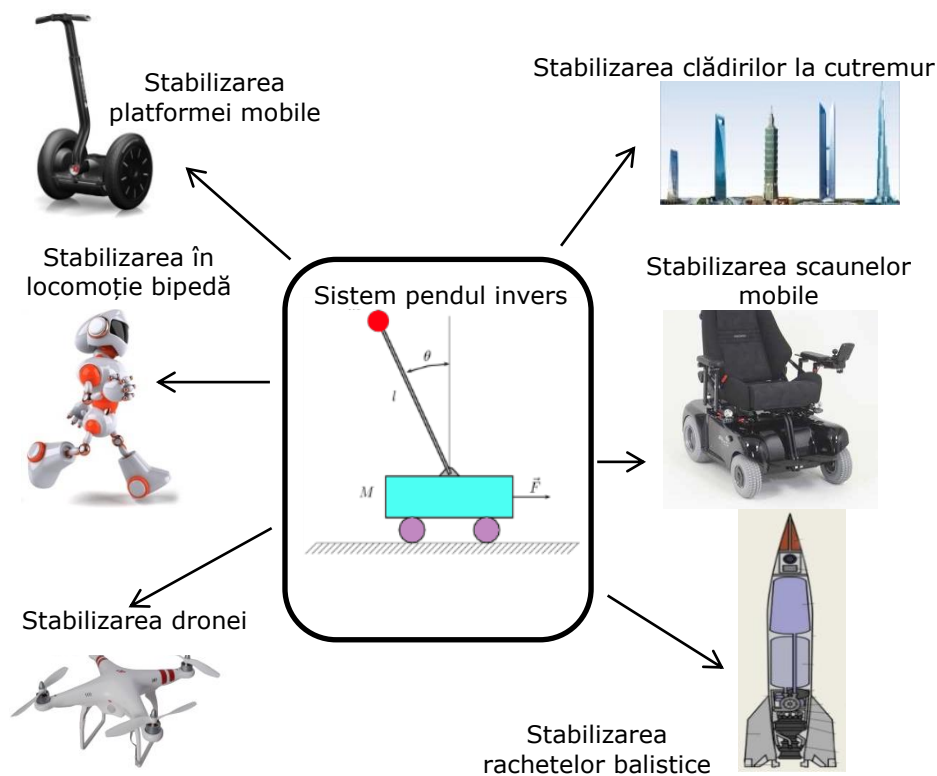 Stabilizarea
platformei mobile
Stabilizarea clădirilor la cutremur
Stabilizarea în
locomoție bipedă
Sistem pendul invers
Stabilizarea scaunelor
mobile
θ
l
M
F⃗
Stabilizarea dronei
Stabilizarea
rachetelor balistice